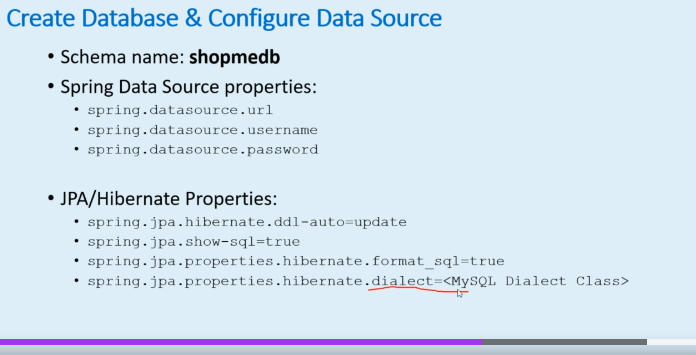 Create Database & Configure Data Source
• Schema name: shopmedb
• Spring Data Source properties:
• spring.datasource.url
• spring.datasource.username
• spring.datasource.password
• JPA/Hibernate Properties:
• spring.jpa.hibernate.ddl-auto=update
• spring.jpa.show-sql=true
• spring.jpa.properties.hibernate.format_sql=true
• spring.jpa.properties.hibernate.dialect=<MySQL Dialect Class>